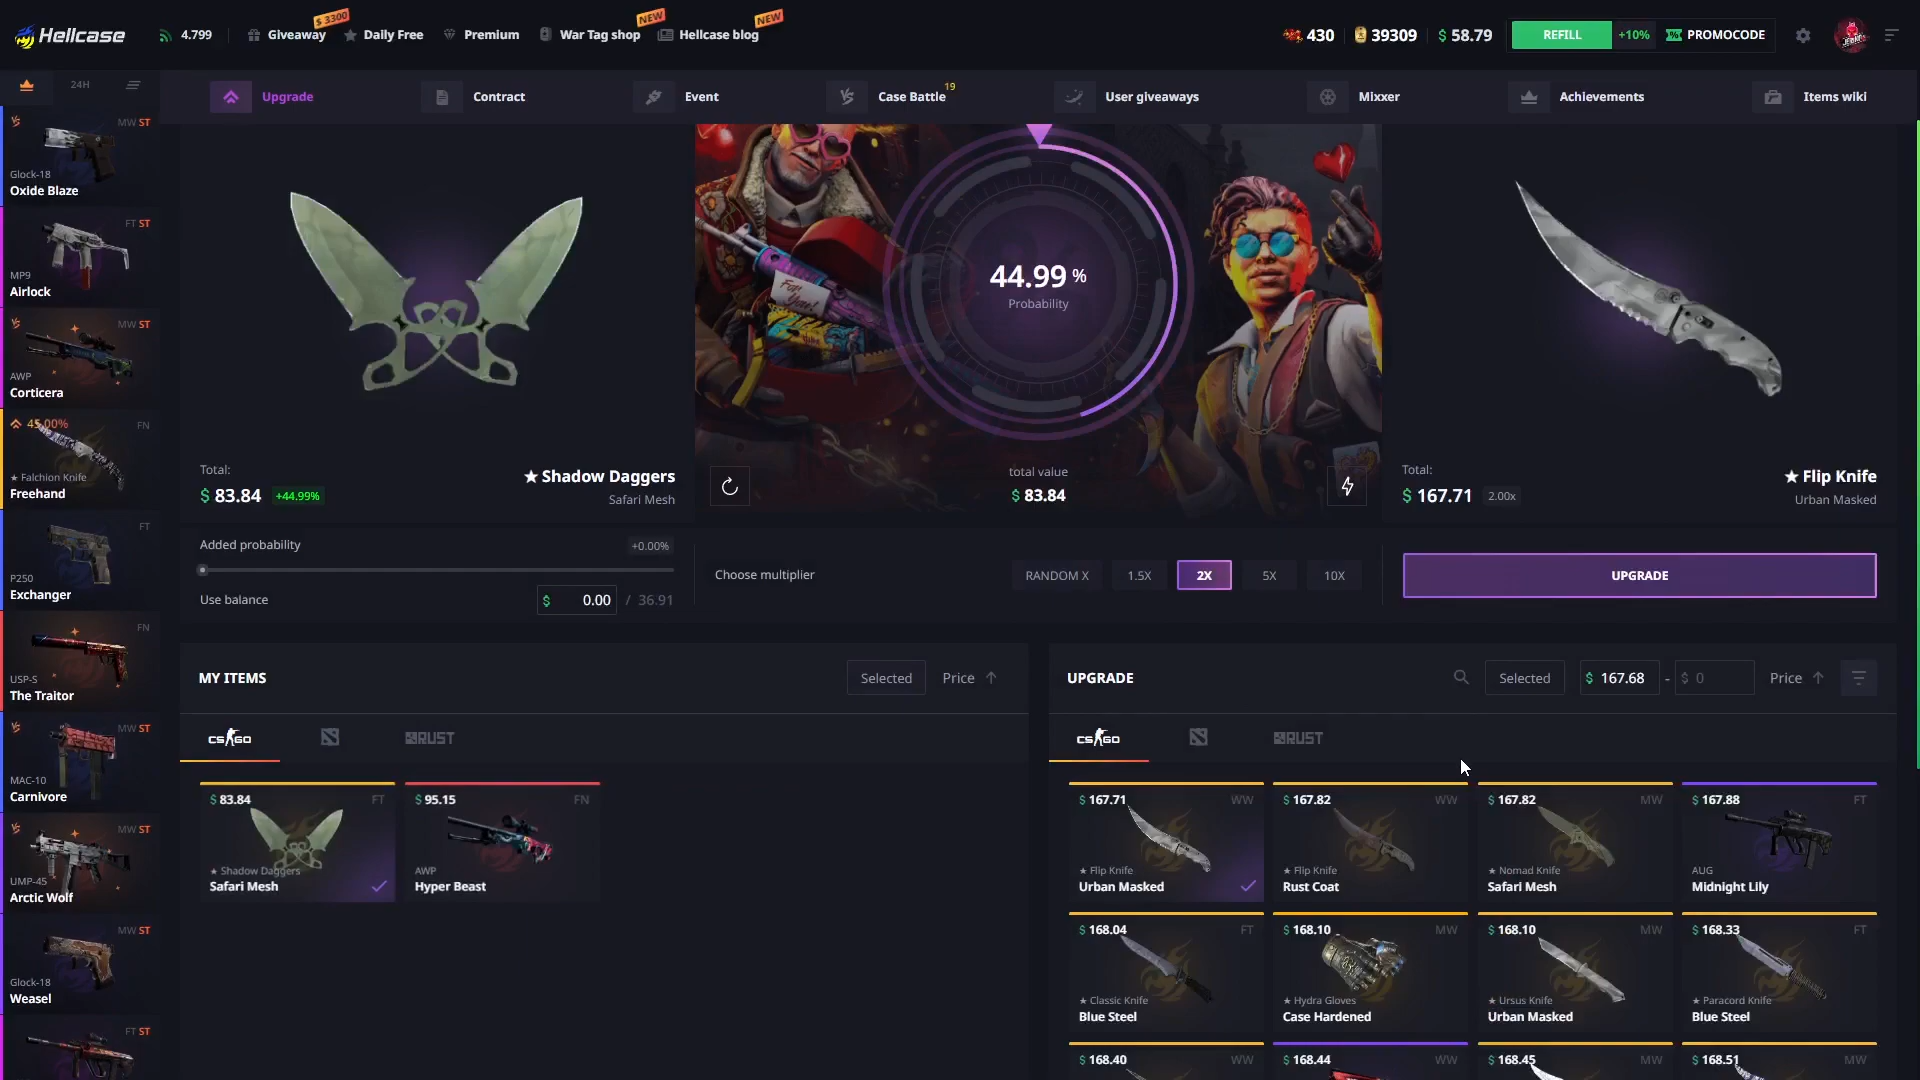 Hellcase
4.799
$ 3300
Giveaway
Daily Free
Premium
NEW
War Tag shop
NEW
Hellcase blog
430
39309
$ 58.79
REFILL
+10%
PROMOCODE
24H
Upgrade
Contract
Event
Case Battle
19
User giveaways
Mixxer
Achievements
Items wiki
MW ST
Glock-18
Oxide Blaze
FT ST
MP9
Airlock
MW ST
AWP
Corticera
45.00%
FN
★ Falchion Knife
Freehand
FT
P250
Exchanger
FN
USP-S
The Traitor
MW ST
MAC-10
Carnivore
MW ST
UMP-45
Arctic Wolf
MW ST
Glock-18
Weasel
FT ST
Total:
$ 83.84
+44.99%
★ Shadow Daggers
Safari Mesh
For You!
44.99 %
Probability
total value
$ 83.84
Total:
$ 167.71
2.00x
★ Flip Knife
Urban Masked
Added probability
+0.00%
Use balance
$ 0.00 / 36.91
Choose multiplier
RANDOM X
1.5X
2X
5X
10X
UPGRADE
MY ITEMS
Selected
Price
CS GO
RUST
$ 83.84
FT
★ Shadow Daggers
Safari Mesh
$ 95.15
FN
AWP
Hyper Beast
UPGRADE
Selected
$ 167.68 - $ 0
Price
CS GO
RUST
$ 167.71
WW
★ Flip Knife
Urban Masked
$ 167.82
WW
★ Flip Knife
Rust Coat
$ 167.82
MW
★ Nomad Knife
Safari Mesh
$ 167.88
FT
AUG
Midnight Lily
$ 168.04
FT
★ Classic Knife
Blue Steel
$ 168.10
MW
★ Hydra Gloves
Case Hardened
$ 168.10
MW
★ Ursus Knife
Urban Masked
$ 168.33
FT
★ Paracord Knife
Blue Steel
$ 168.40
WW
$ 168.44
WW
$ 168.45
MW
$ 168.51
MW